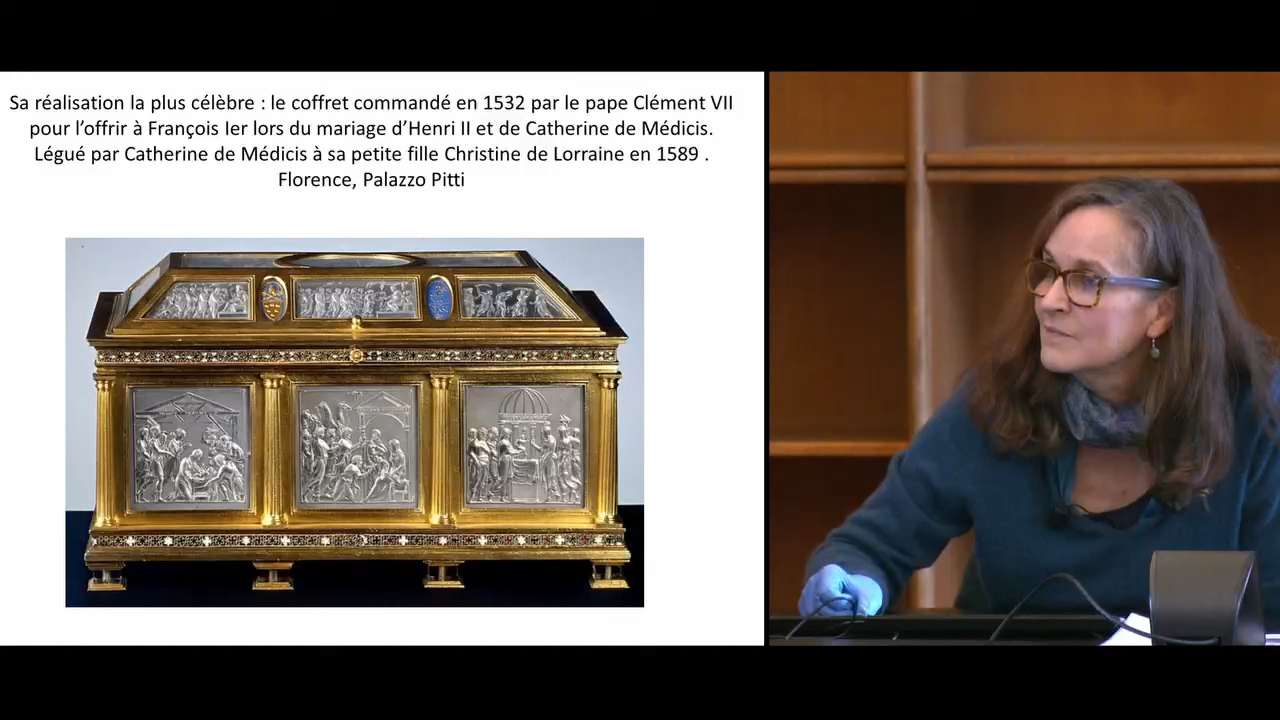 Sa réalisation la plus célèbre : le coffret commandé en 1532 par le pape Clément VII
pour l’offrir à François Ier lors du mariage d’Henri II et de Catherine de Médicis.
Légué par Catherine de Médicis à sa petite fille Christine de Lorraine en 1589 .
Florence, Palazzo Pitti